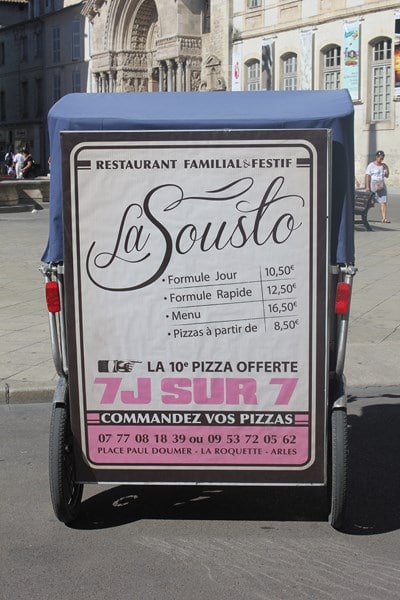 RESTAURANT FAMILIAL & FESTIF
La Sousto
• Formule Jour 10,50€
• Formule Rapide 12,50€
• Menu 16,50€
• Pizzas à partir de 8,50€
LA 10e PIZZA OFFERTE
7J SUR 7
COMMANDEZ VOS PIZZAS
07 77 08 18 39 ou 09 53 72 05 62
PLACE PAUL DOUMER - LA ROQUETTE - ARLES